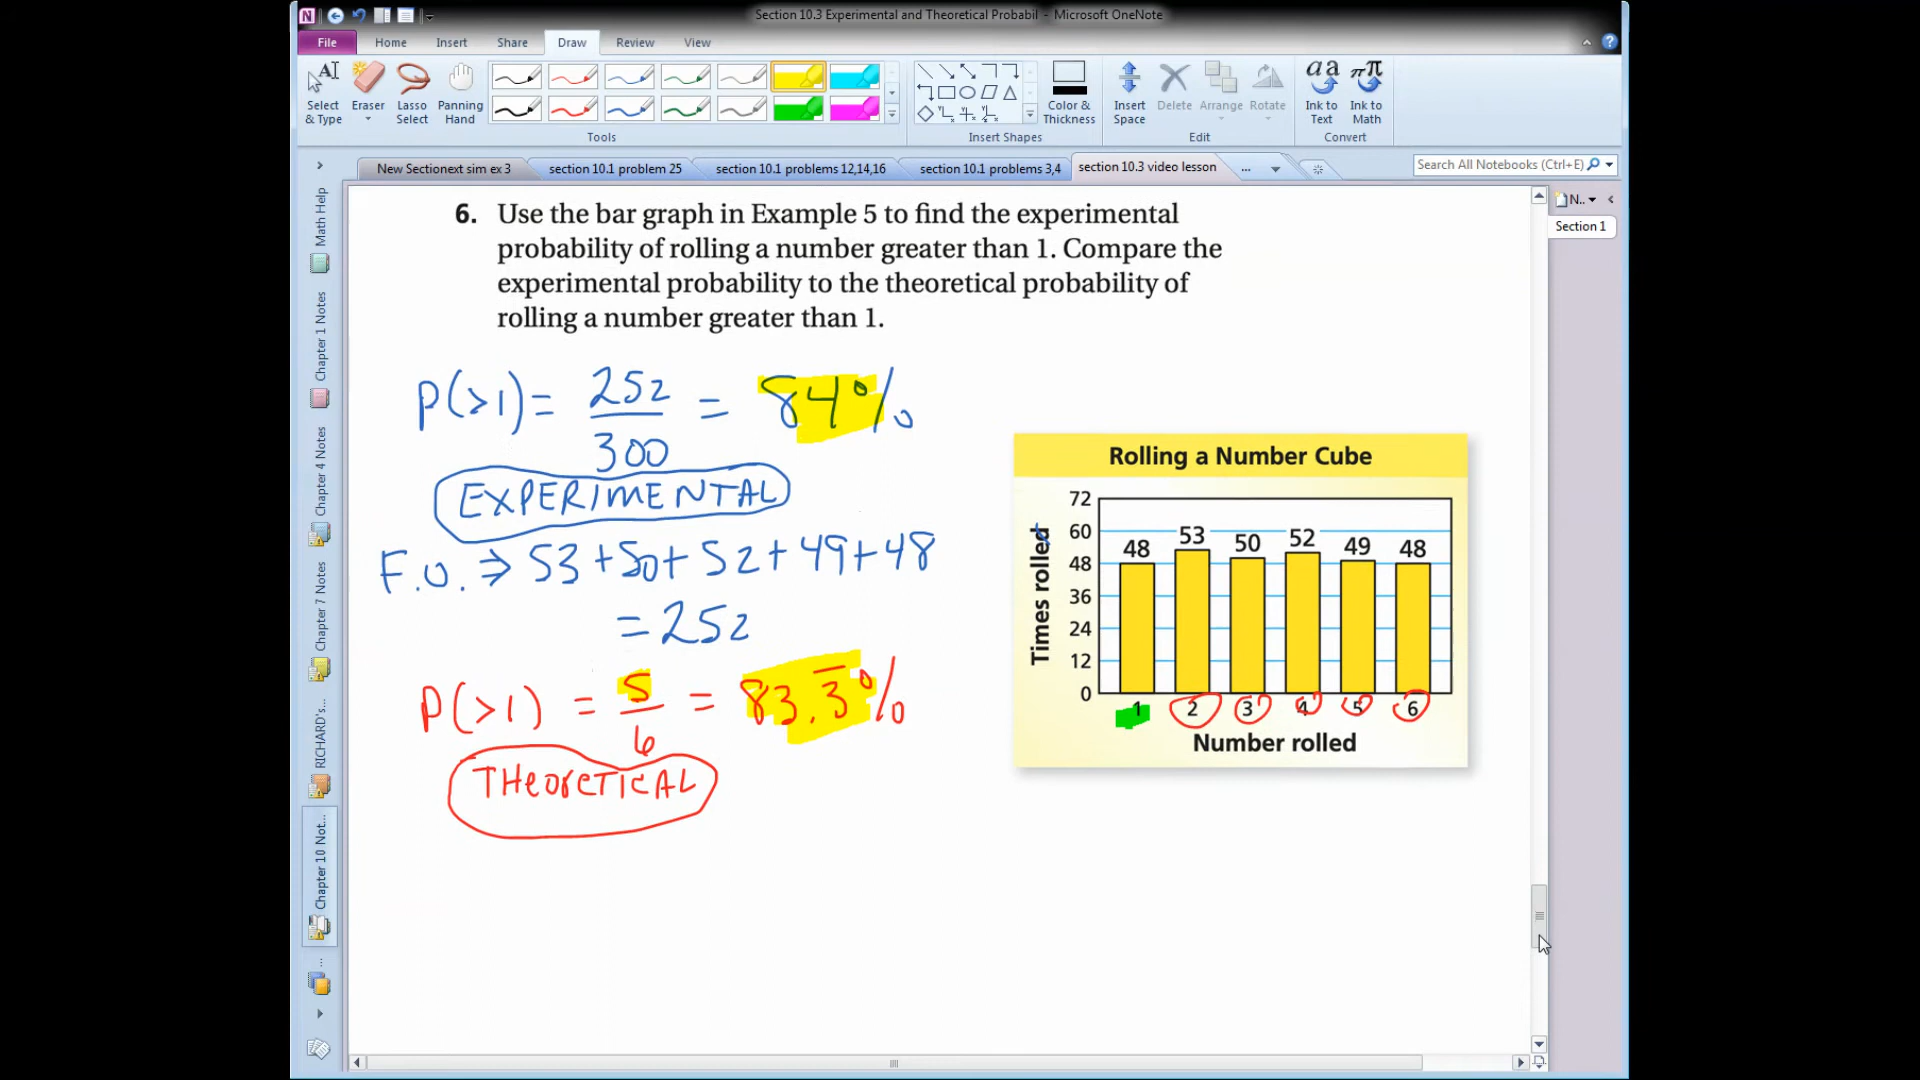 Section 10.3 Experimental and Theoretical Probabil - Microsoft OneNote
File Home Insert Share Draw Review View
Select & Type
Eraser
Lasso Select
Panning Hand
Color & Thickness
Insert Space
Delete
Arrange
Rotate
Ink to Text
Ink to Math
Tools
Insert Shapes
Edit
Convert
New Sectionext sim ex 3
section 10.1 problem 25
section 10.1 problems 12,14,16
section 10.1 problems 3,4
section 10.3 video lesson
...
Search All Notebooks (Ctrl+E)
N..
Section 1
Math Help
Chapter 1 Notes
Chapter 4 Notes
Chapter 7 Notes
RICHARD's...
Chapter 10 Not...
6. Use the bar graph in Example 5 to find the experimental
probability of rolling a number greater than 1. Compare the
experimental probability to the theoretical probability of
rolling a number greater than 1.
P(>1) = 252/300 = 84%
EXPERIMENTAL
F.O. ⇒ 53+50+52+49+48
= 252
P(>1) = 5/6 = 83.3̅%
THeoreTICAL
Rolling a Number Cube
Times rolled
72
60
48
36
24
12
0
48 53 50 52 49 48
1 2 3 4 5 6
Number rolled